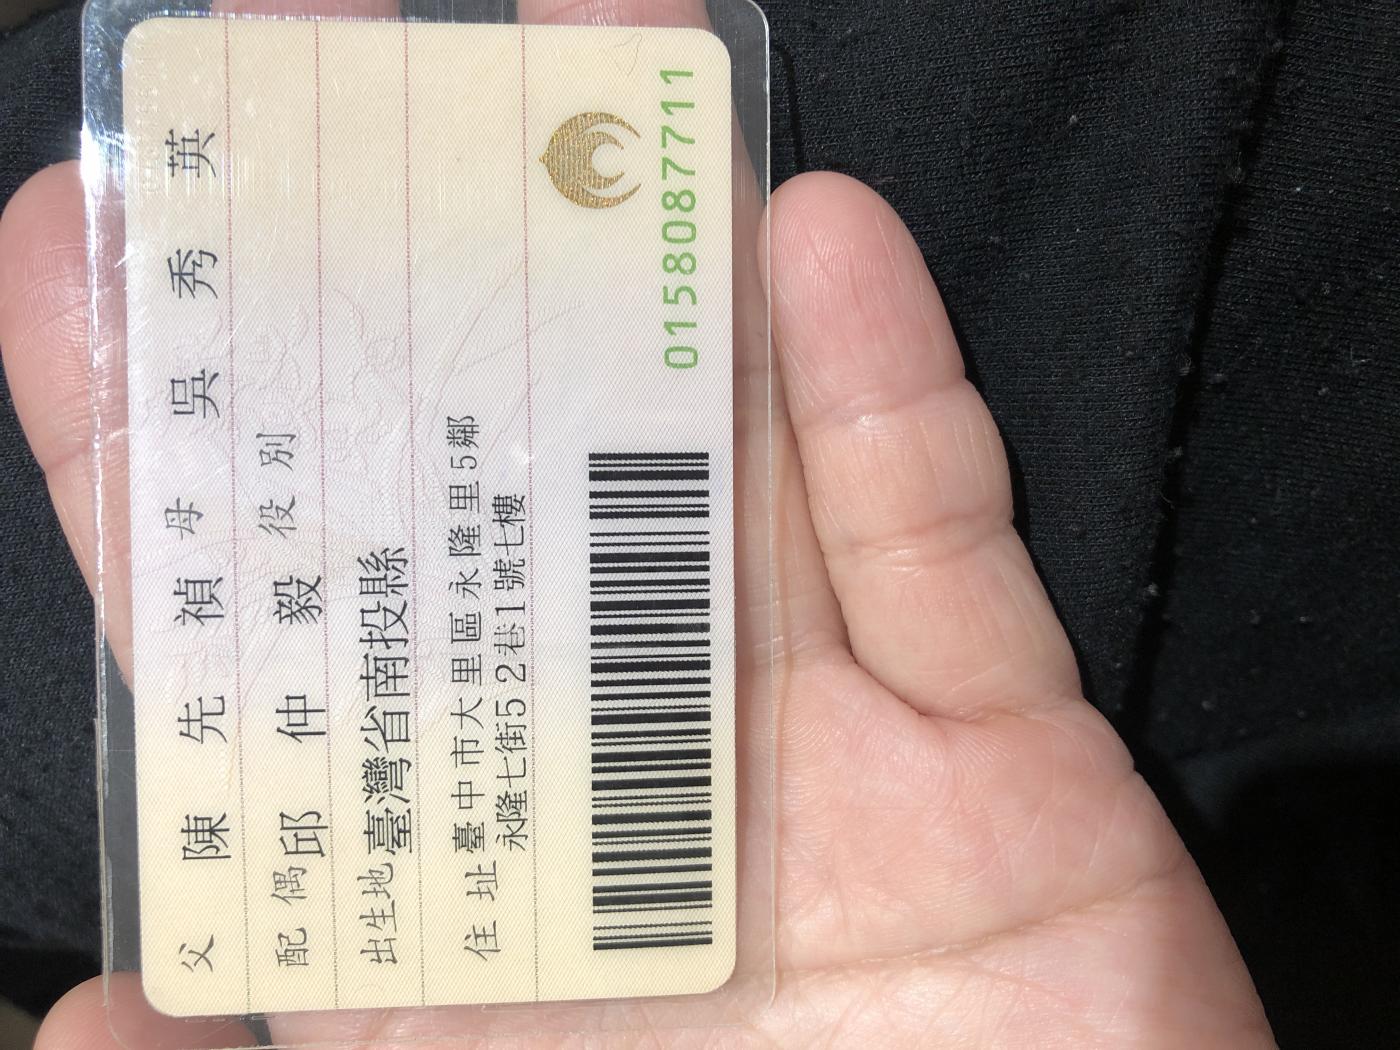 父 陳先禎 母 吳秀英
配偶 邱仲毅 役別
出生地 臺灣省南投縣
住址 臺中市大里區永隆里5鄰
永隆七街52巷1號七樓
0158087711